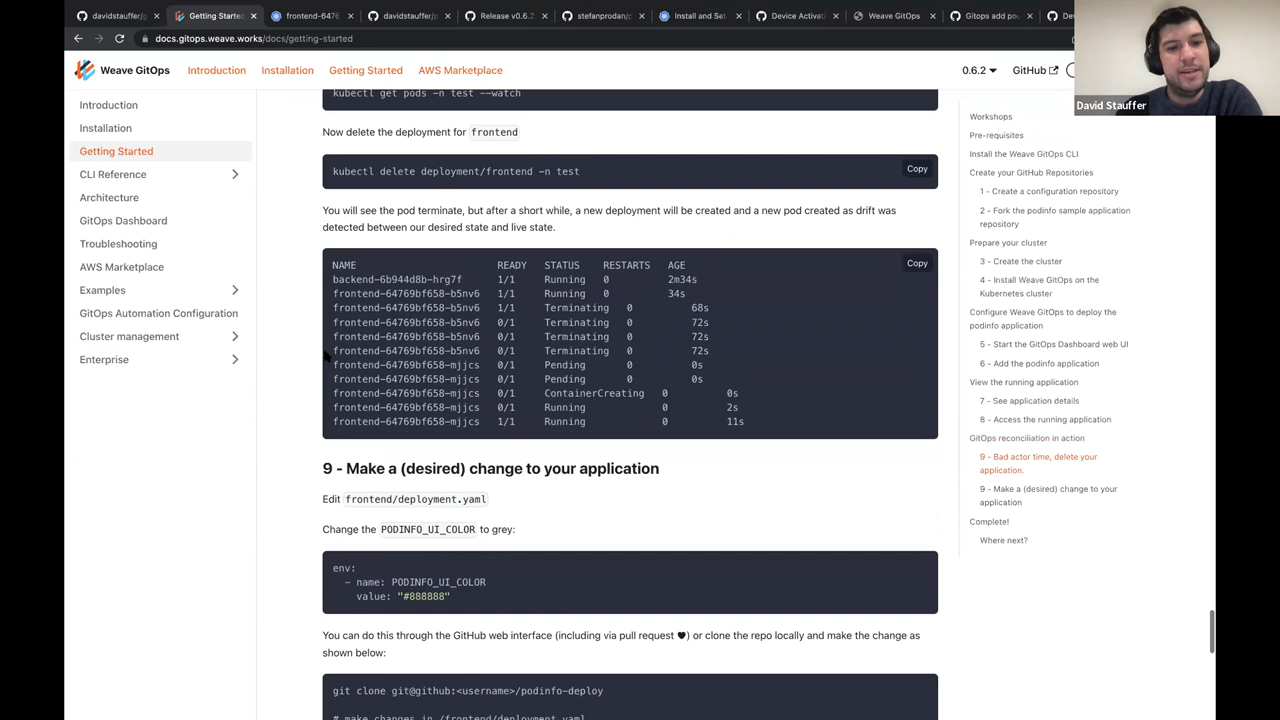 davidstauffer/g
Getting Started
frontend-6476
davidstauffer/p
Release v0.6.2
stefanprodan/p
Install and Set
Device Activati
Weave GitOps
Gitops add po
Dev
docs.gitops.weave.works/docs/getting-started
David Stauffer
Weave GitOps
Introduction
Installation
Getting Started
AWS Marketplace
0.6.2
GitHub
Introduction
Installation
Getting Started
CLI Reference
Architecture
GitOps Dashboard
Troubleshooting
AWS Marketplace
Examples
GitOps Automation Configuration
Cluster management
Enterprise
kubectl get pods -n test --watch
Now delete the deployment for frontend
kubectl delete deployment/frontend -n test
Copy
You will see the pod terminate, but after a short while, a new deployment will be created and a new pod created as drift was
detected between our desired state and live state.
Copy
NAME READY STATUS RESTARTS AGE
backend-6b944d8b-hrg7f 1/1 Running 0 2m34s
frontend-64769bf658-b5nv6 1/1 Running 0 34s
frontend-64769bf658-b5nv6 1/1 Terminating 0 68s
frontend-64769bf658-b5nv6 0/1 Terminating 0 72s
frontend-64769bf658-b5nv6 0/1 Terminating 0 72s
frontend-64769bf658-b5nv6 0/1 Terminating 0 72s
frontend-64769bf658-mjjcs 0/1 Pending 0 0s
frontend-64769bf658-mjjcs 0/1 Pending 0 0s
frontend-64769bf658-mjjcs 0/1 ContainerCreating 0 0s
frontend-64769bf658-mjjcs 0/1 Running 0 2s
frontend-64769bf658-mjjcs 1/1 Running 0 11s
9 - Make a (desired) change to your application
Edit frontend/deployment.yaml
Change the PODINFO_UI_COLOR to grey:
env:
- name: PODINFO_UI_COLOR
value: "#888888"
You can do this through the GitHub web interface (including via pull request ♥) or clone the repo locally and make the change as
shown below:
git clone git@github:<username>/podinfo-deploy
# make changes in /frontend/deployment.yaml
Workshops
Pre-requisites
Install the Weave GitOps CLI
Create your GitHub Repositories
1 - Create a configuration repository
2 - Fork the podinfo sample application
repository
Prepare your cluster
3 - Create the cluster
4 - Install Weave GitOps on the
Kubernetes cluster
Configure Weave GitOps to deploy the
podinfo application
5 - Start the GitOps Dashboard web UI
6 - Add the podinfo application
View the running application
7 - See application details
8 - Access the running application
GitOps reconciliation in action
9 - Bad actor time, delete your
application.
9 - Make a (desired) change to your
application
Complete!
Where next?